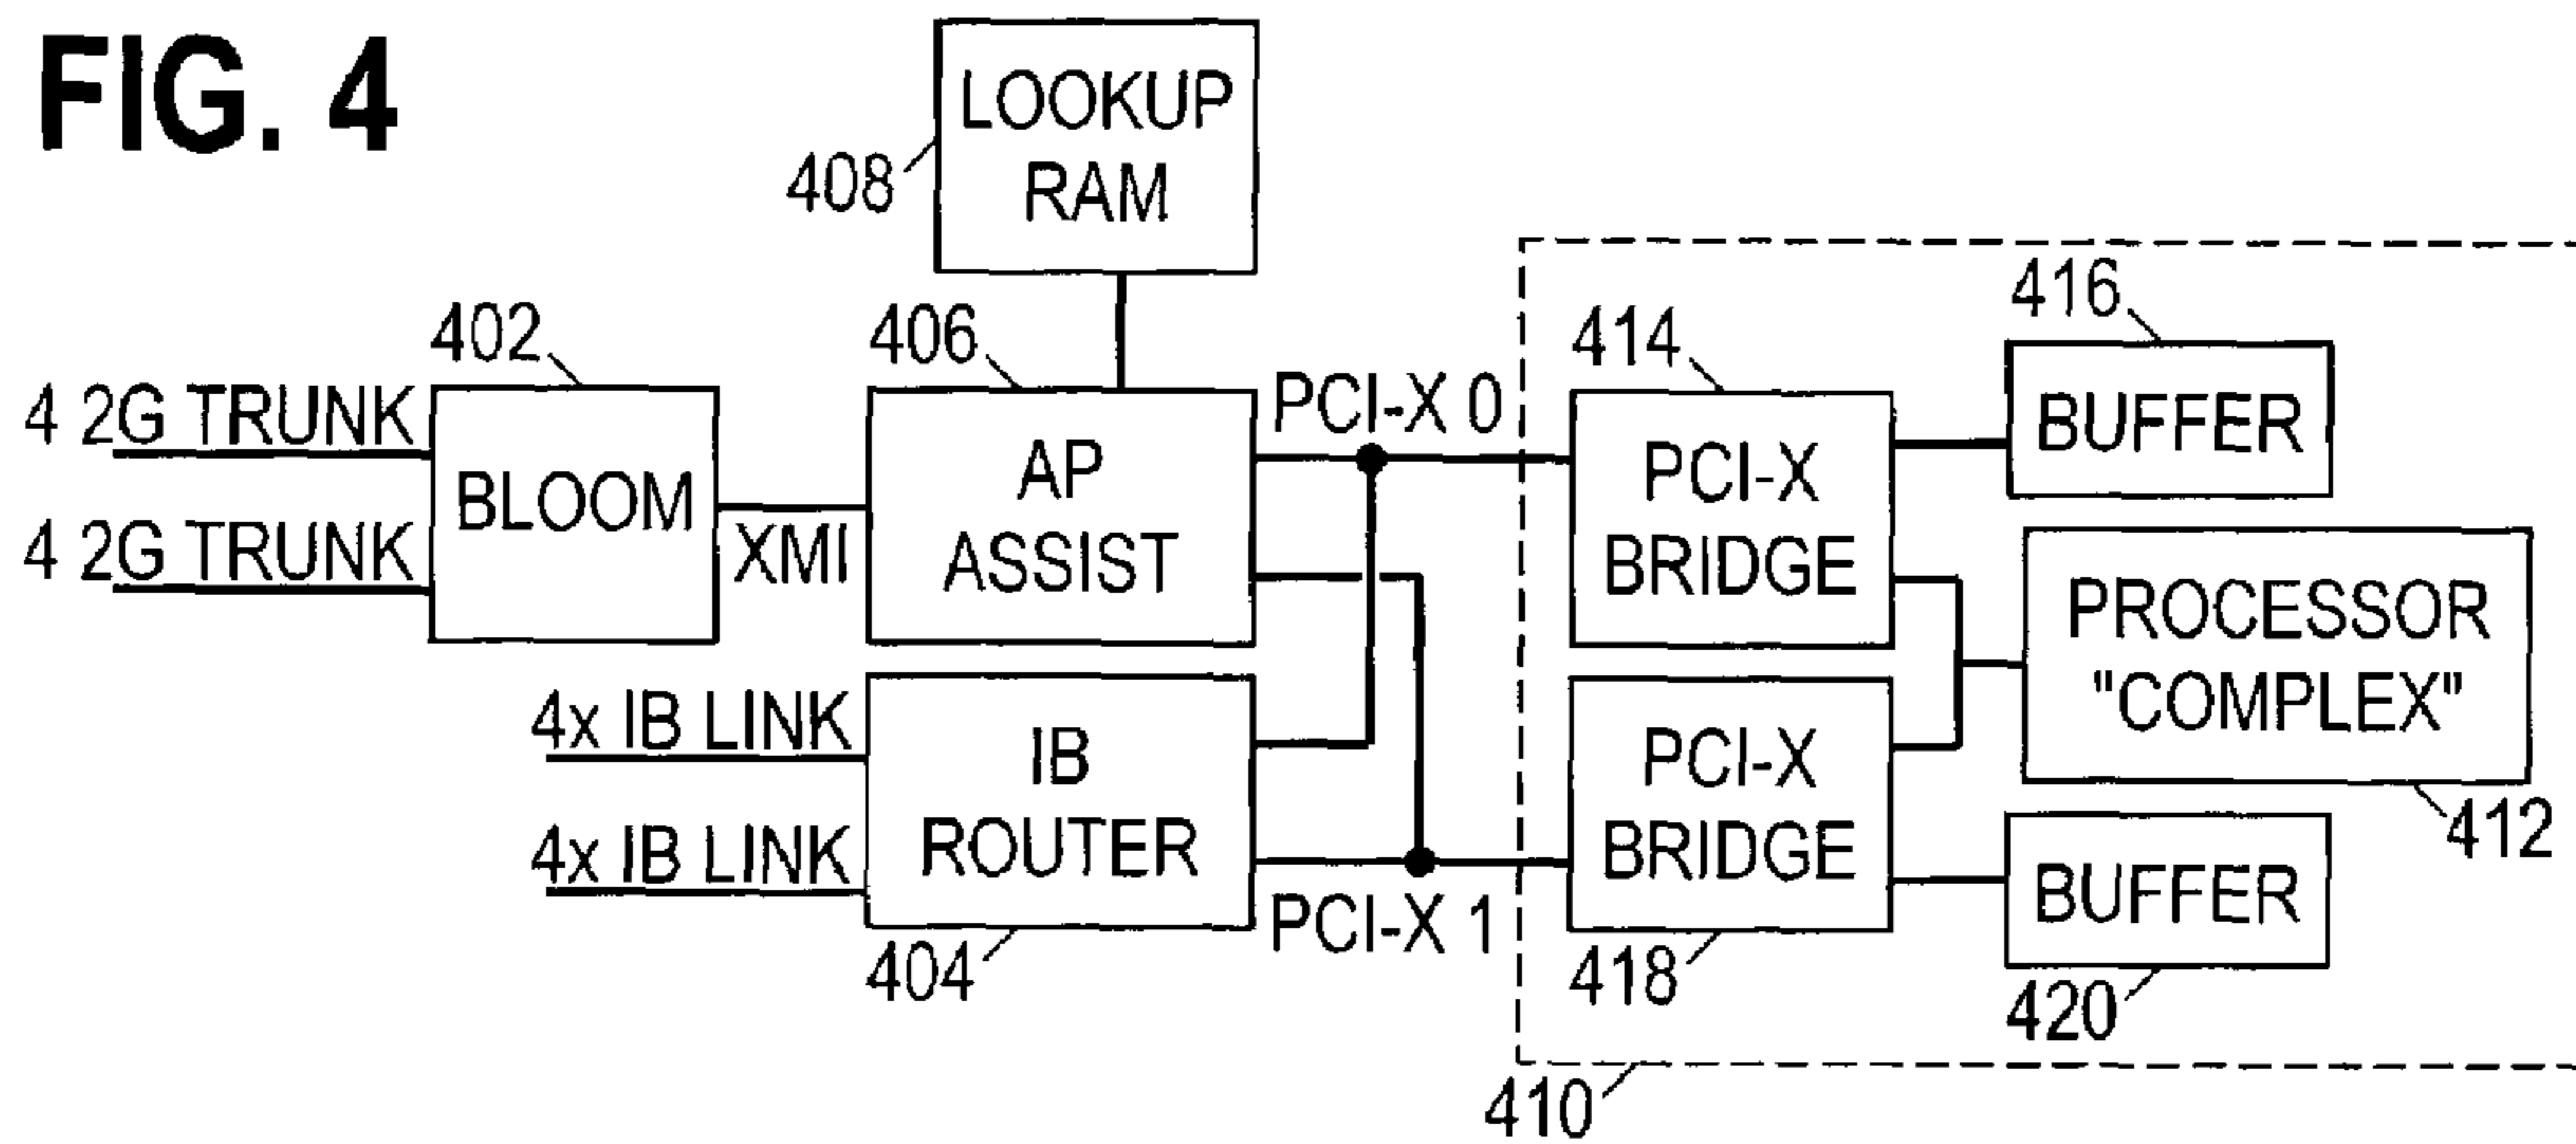 FIG. 4
LOOKUP
RAM
408
402
406
4 2G TRUNK
4 2G TRUNK
BLOOM
XMI
AP
ASSIST
PCI-X 0
414
416
PCI-X
BRIDGE
BUFFER
PROCESSOR
"COMPLEX"
412
4x IB LINK
4x IB LINK
IB
ROUTER
404
PCI-X 1
PCI-X
BRIDGE
418
BUFFER
420
410